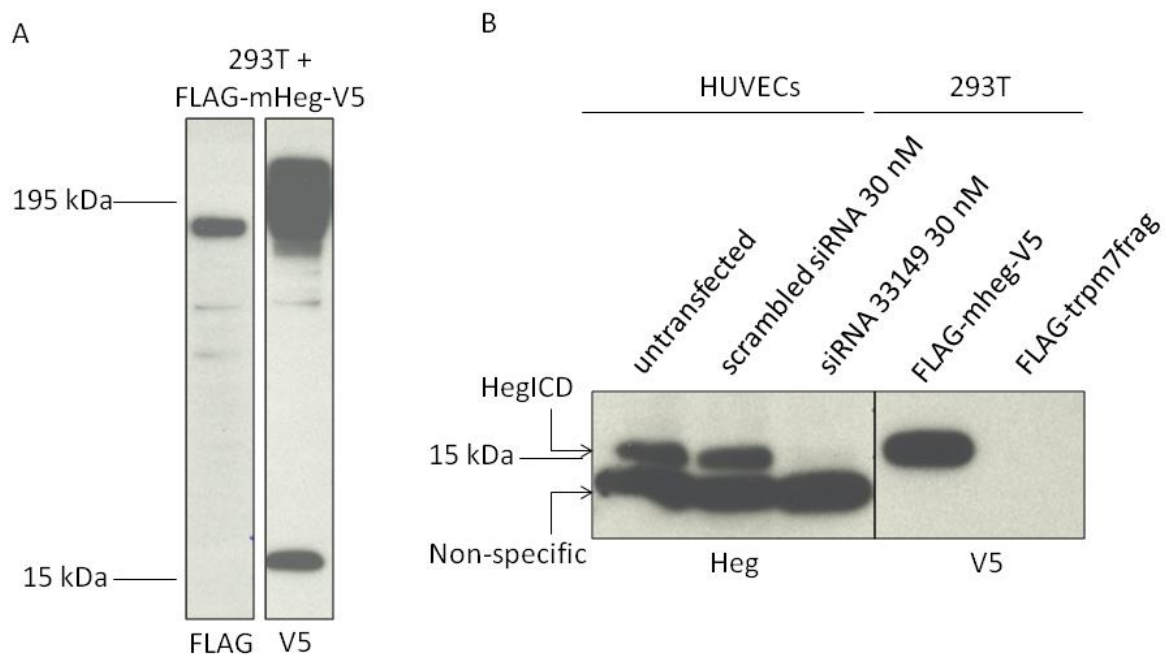 A
293T +
FLAG-mHeg-V5
195 kDa
15 kDa
FLAG
V5
B
HUVECs
293T
untransfected
scrambled siRNA 30 nM
siRNA 33149 30 nM
FLAG-mheg-V5
FLAG-trpm7frag
HegICD
15 kDa
Non-specific
Heg
V5